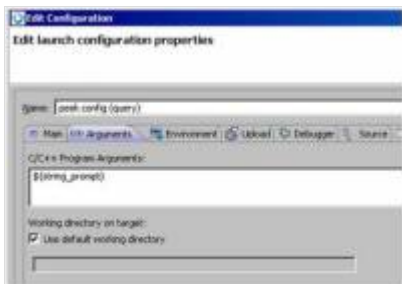 Edit Configuration
Edit launch configuration properties
Name: peek config (query)
Main Arguments Environment Upload Debugger Source
C/C++ Program Arguments:
${string_prompt}
Working directory on target:
Use default working directory